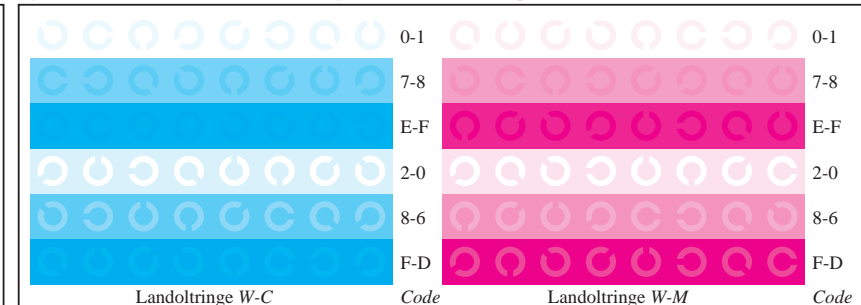 0-1 0-1
7-8 7-8
E-F E-F
2-0 2-0
8-6 8-6
F-D F-D
Landoltringe W-C Code Landoltringe W-M Code